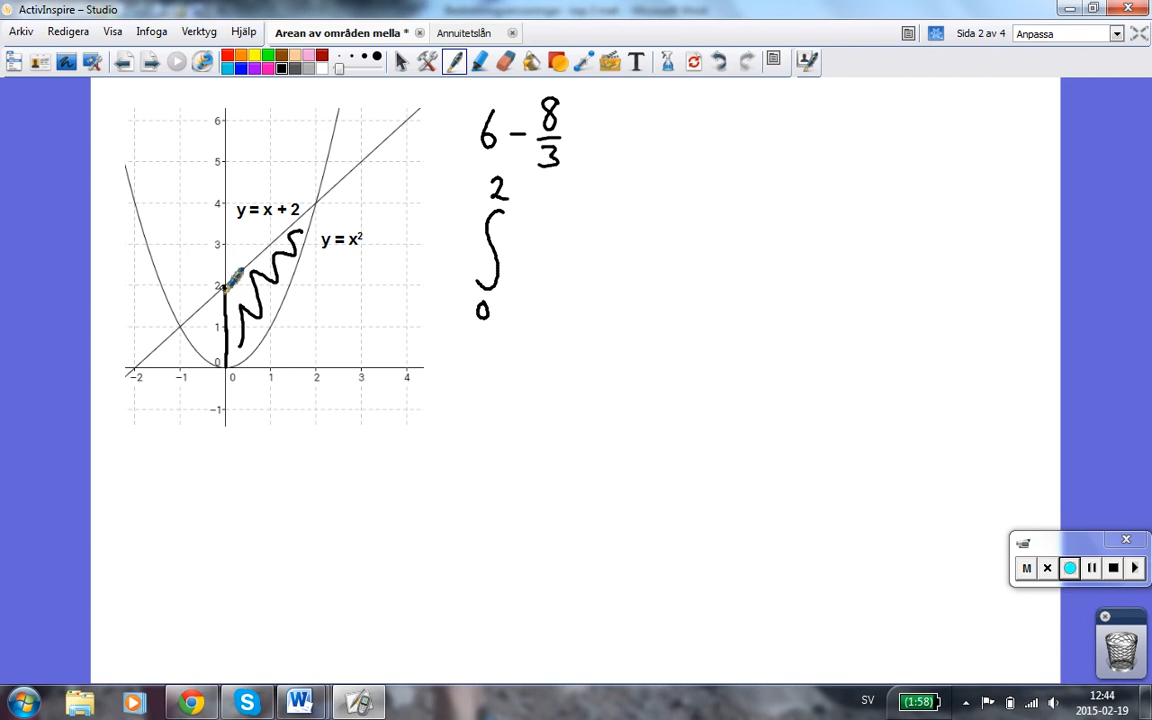 ActivInspire – Studio
Arkiv Redigera Visa Infoga Verktyg Hjälp
Arean av områden mella *
Annuitetslån
Sida 2 av 4
Anpassa
6
5
4
3
2
1
0
−1
−2 −1 0 1 2 3 4
y = x + 2
y = x²
6 − 8/3
2
∫
0
M
SV
(1:58)
12:44
2015-02-19